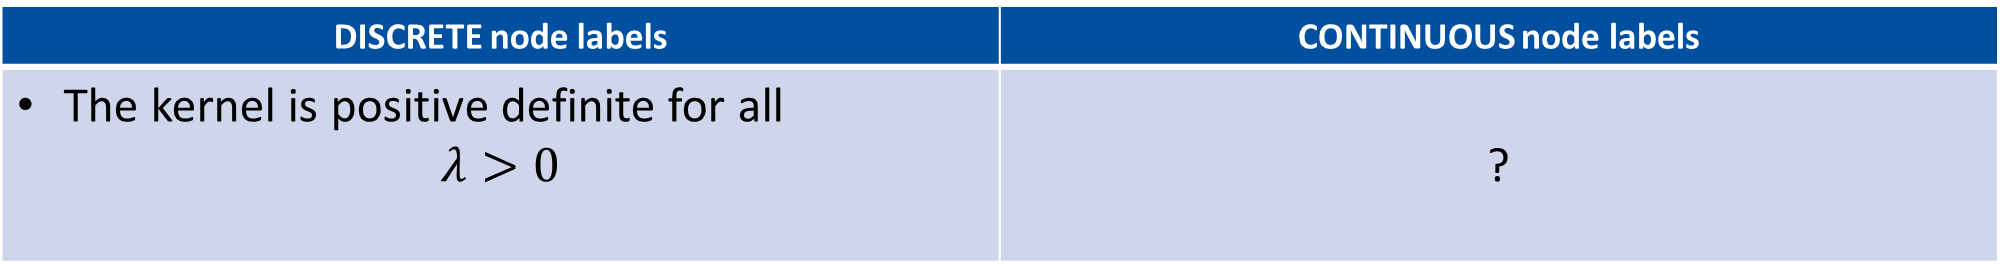 DISCRETE node labels
CONTINUOUS node labels
• The kernel is positive definite for all
λ > 0
?